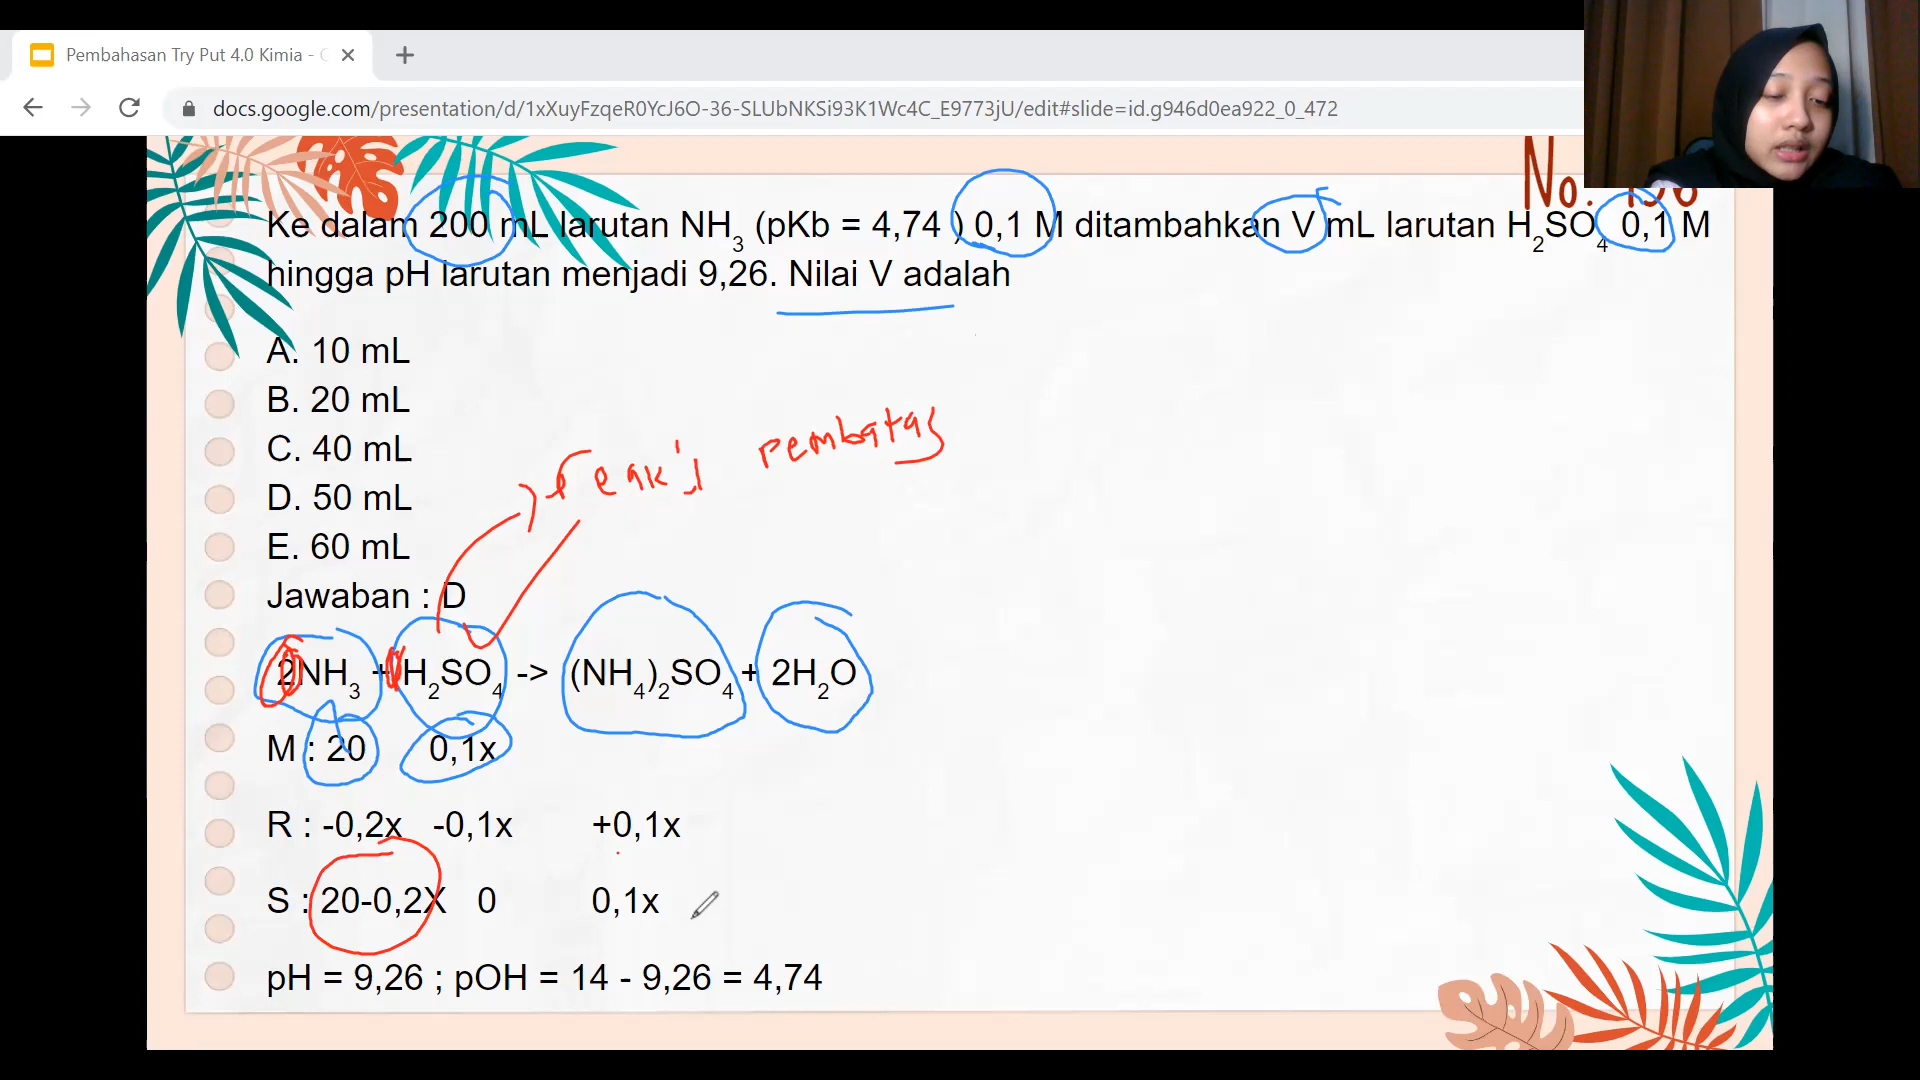 Pembahasan Try Put 4.0 Kimia -
docs.google.com/presentation/d/1xXuyFzqeR0YcJ6O-36-SLUbNKSi93K1Wc4C_E9773jU/edit#slide=id.g946d0ea922_0_472
No.
Ke dalam 200 mL larutan NH3 (pKb = 4,74 ) 0,1 M ditambahkan V mL larutan H2SO4 0,1 M
hingga pH larutan menjadi 9,26. Nilai V adalah
A. 10 mL
B. 20 mL
C. 40 mL
D. 50 mL
E. 60 mL
pembatas
Jawaban : D
2NH3 + H2SO4 -> (NH4)2SO4 + 2H2O
M : 20 0,1x
R : -0,2x -0,1x +0,1x
S : 20-0,2X 0 0,1x
pH = 9,26 ; pOH = 14 - 9,26 = 4,74